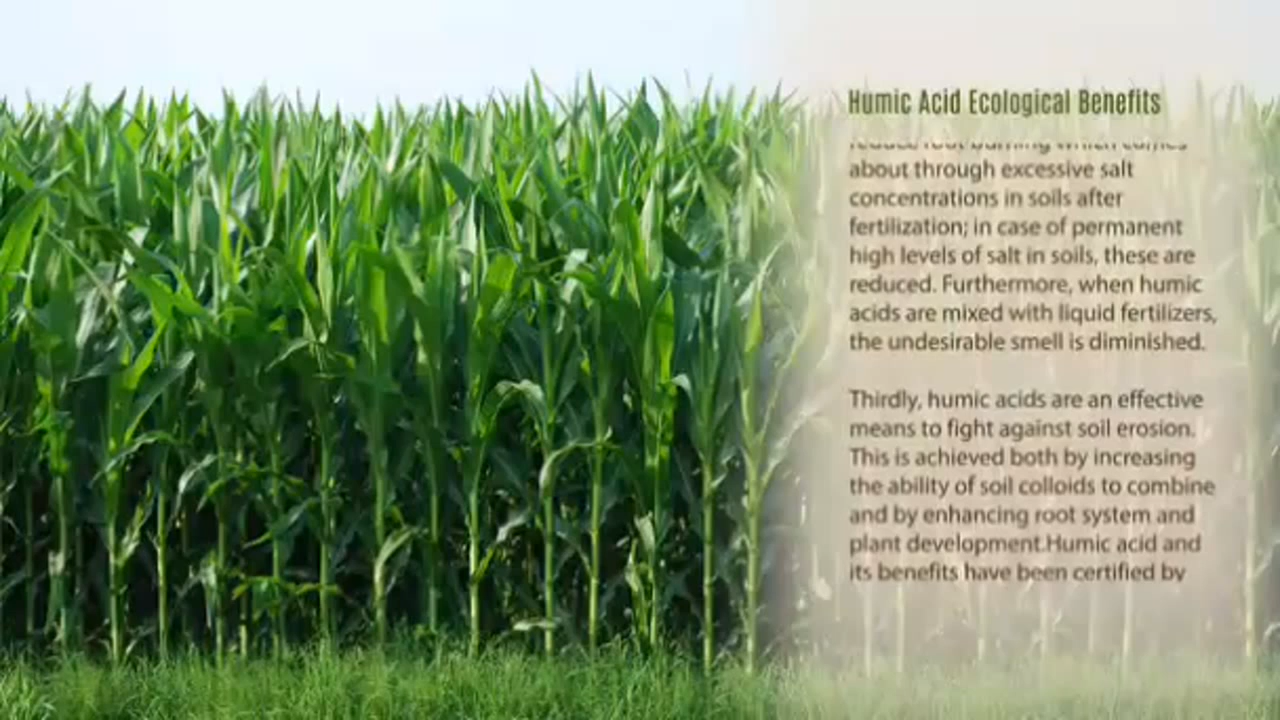 Humic Acid Ecological Benefits
about through excessive salt
concentrations in soils after
fertilization; in case of permanent
high levels of salt in soils, these are
reduced. Furthermore, when humic
acids are mixed with liquid fertilizers,
the undesirable smell is diminished.
Thirdly, humic acids are an effective
means to fight against soil erosion.
This is achieved both by increasing
the ability of soil colloids to combine
and by enhancing root system and
plant development.Humic acid and
its benefits have been certified by